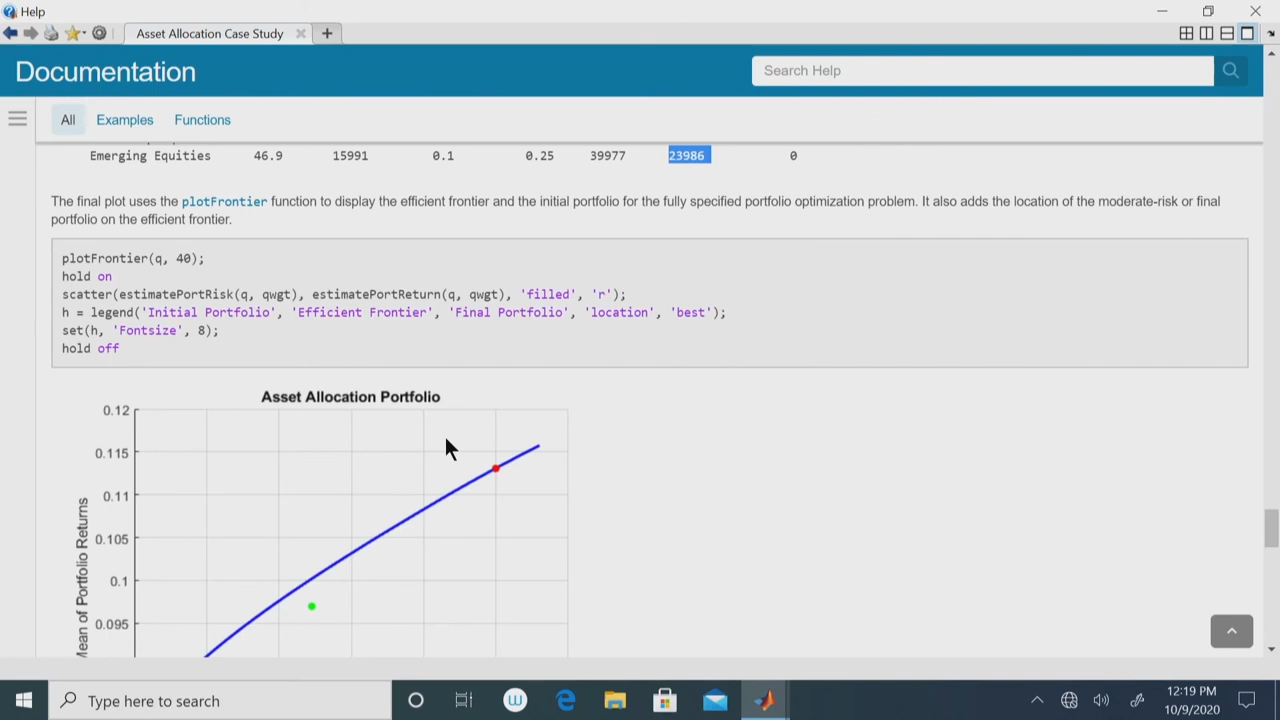 Help
Asset Allocation Case Study
Documentation
Search Help
All Examples Functions
Emerging Equities 46.9 15991 0.1 0.25 39977 23986 0
The final plot uses the plotFrontier function to display the efficient frontier and the initial portfolio for the fully specified portfolio optimization problem. It also adds the location of the moderate-risk or final
portfolio on the efficient frontier.
plotFrontier(q, 40);
hold on
scatter(estimatePortRisk(q, qwgt), estimatePortReturn(q, qwgt), 'filled', 'r');
h = legend('Initial Portfolio', 'Efficient Frontier', 'Final Portfolio', 'location', 'best');
set(h, 'Fontsize', 8);
hold off
Asset Allocation Portfolio
0.12
0.115
0.11
0.105
0.1
0.095
Mean of Portfolio Returns
Type here to search
12:19 PM
10/9/2020